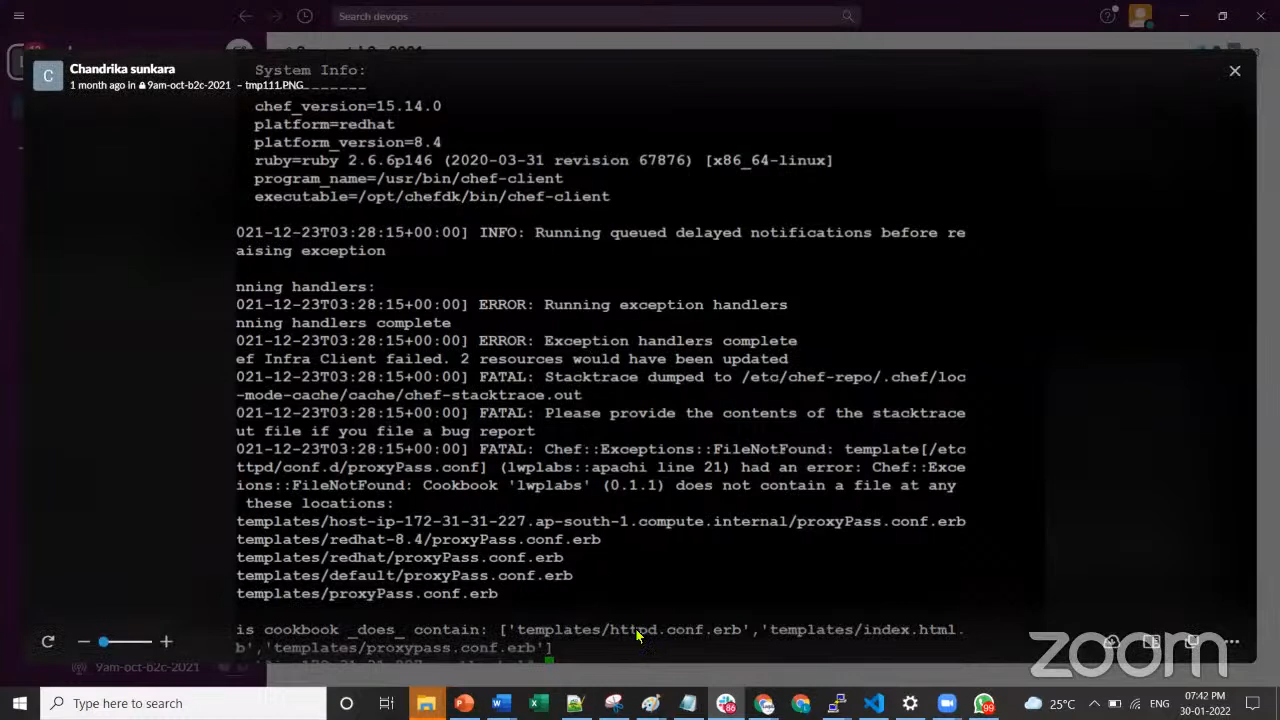 Search devops
Chandrika sunkara
C
1 month ago in 9am-oct-b2c-2021 – tmp111.PNG
System Info:
chef_version=15.14.0
platform=redhat
platform_version=8.4
ruby=ruby 2.6.6p146 (2020-03-31 revision 67876) [x86_64-linux]
program_name=/usr/bin/chef-client
executable=/opt/chefdk/bin/chef-client
021-12-23T03:28:15+00:00] INFO: Running queued delayed notifications before re
aising exception
nning handlers:
021-12-23T03:28:15+00:00] ERROR: Running exception handlers
nning handlers complete
021-12-23T03:28:15+00:00] ERROR: Exception handlers complete
ef Infra Client failed. 2 resources would have been updated
021-12-23T03:28:15+00:00] FATAL: Stacktrace dumped to /etc/chef-repo/.chef/loc
-mode-cache/cache/chef-stacktrace.out
021-12-23T03:28:15+00:00] FATAL: Please provide the contents of the stacktrace
ut file if you file a bug report
021-12-23T03:28:15+00:00] FATAL: Chef::Exceptions::FileNotFound: template[/etc
ttpd/conf.d/proxyPass.conf] (lwplabs::apachi line 21) had an error: Chef::Exce
ions::FileNotFound: Cookbook 'lwplabs' (0.1.1) does not contain a file at any
these locations:
templates/host-ip-172-31-31-227.ap-south-1.compute.internal/proxyPass.conf.erb
templates/redhat-8.4/proxyPass.conf.erb
templates/redhat/proxyPass.conf.erb
templates/default/proxyPass.conf.erb
templates/proxyPass.conf.erb
is cookbook _does_ contain: ['templates/httpd.conf.erb','templates/index.html.
b','templates/proxypass.conf.erb']
9am-oct-b2c-2021
zoom
Type here to search
86
99
25°C
ENG
07:42 PM
30-01-2022